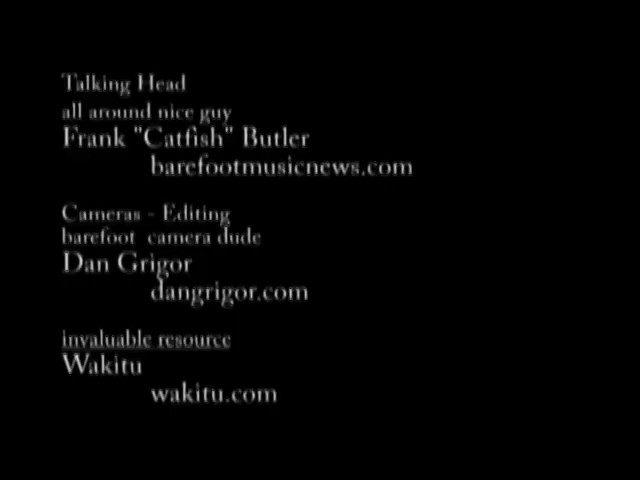 Talking Head
all around nice guy
Frank "Catfish" Butler
barefootmusicnews.com
Cameras - Editing
barefoot camera dude
Dan Grigor
dangrigor.com
invaluable resource
Wakitu
wakitu.com